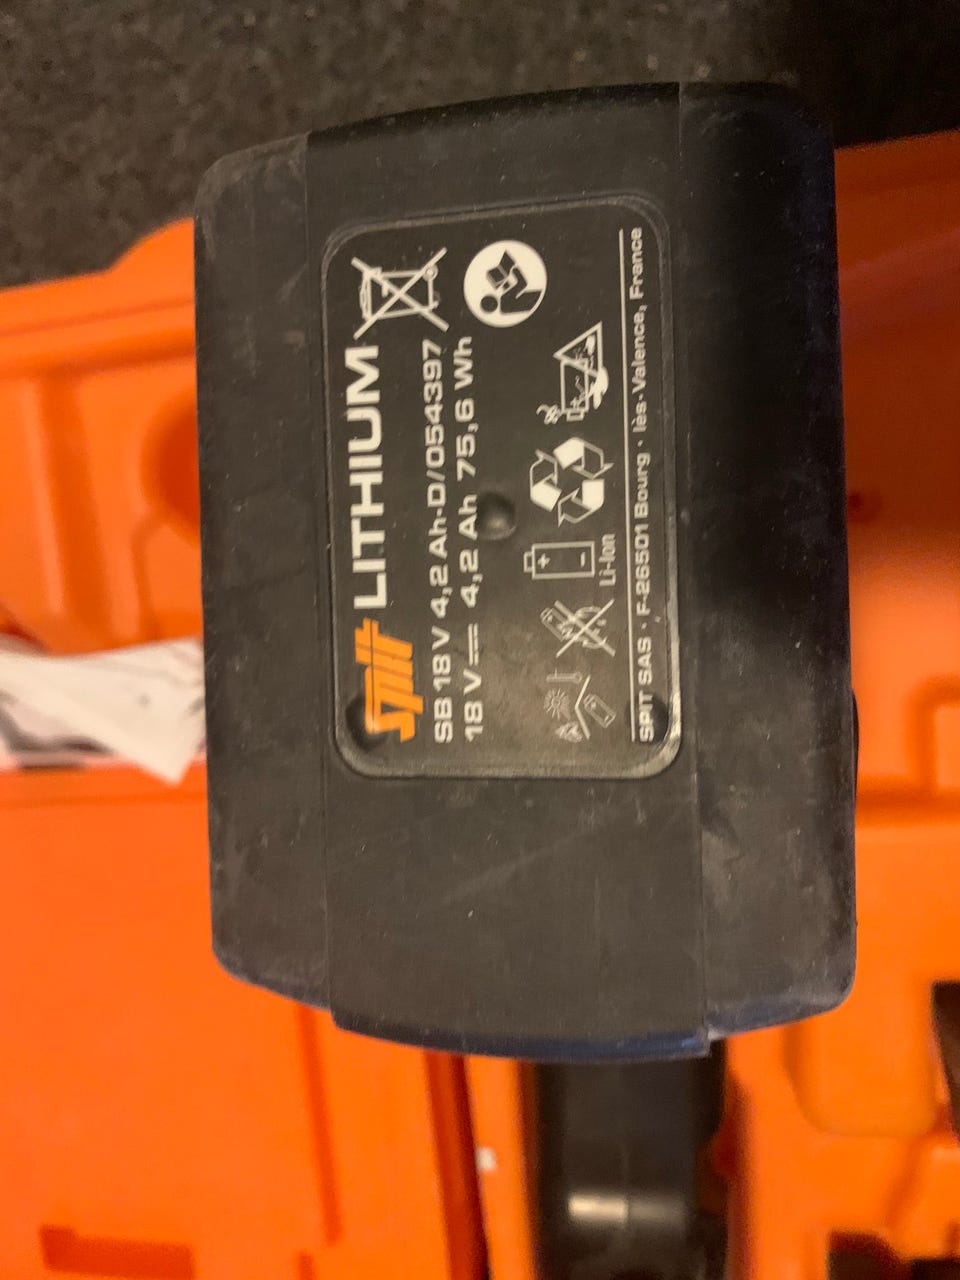 Spit LITHIUM
SB 18 V 4,2 Ah-D/054397
18 V 4,2 Ah 75,6 Wh
Li-Ion
SPIT SAS · F-26501 Bourg · lès-Valence, France